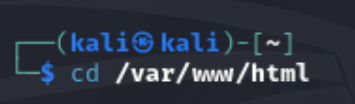 ┌──(kali㉿kali)-[~]
└─$ cd /var/www/html